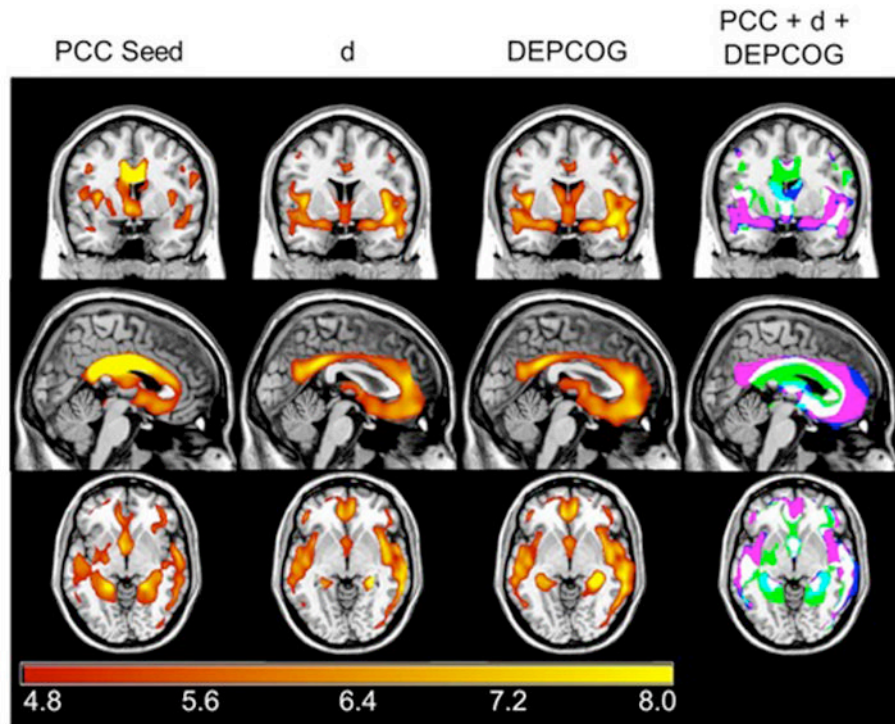 PCC Seed
d
DEPCOG
PCC + d +
DEPCOG
4.8 5.6 6.4 7.2 8.0